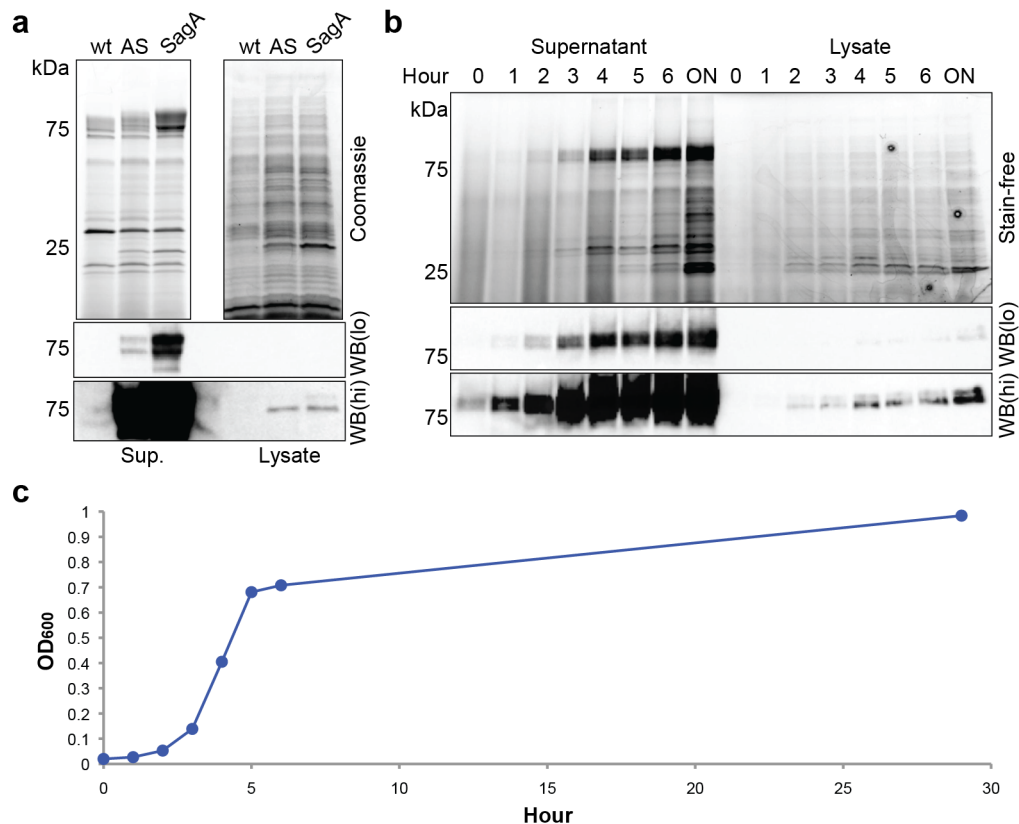 a
wt AS SagA wt AS SagA
kDa
75
25
Coomassie
75
WB(lo)
75
WB(hi)
Sup. Lysate
b
Supernatant Lysate
Hour 0 1 2 3 4 5 6 ON 0 1 2 3 4 5 6 ON
kDa
75
25
Stain-free
75
WB(lo)
75
WB(hi)
c
1
0.9
0.8
0.7
0.6
0.5
0.4
0.3
0.2
0.1
0
OD600
0 5 10 15 20 25 30
Hour